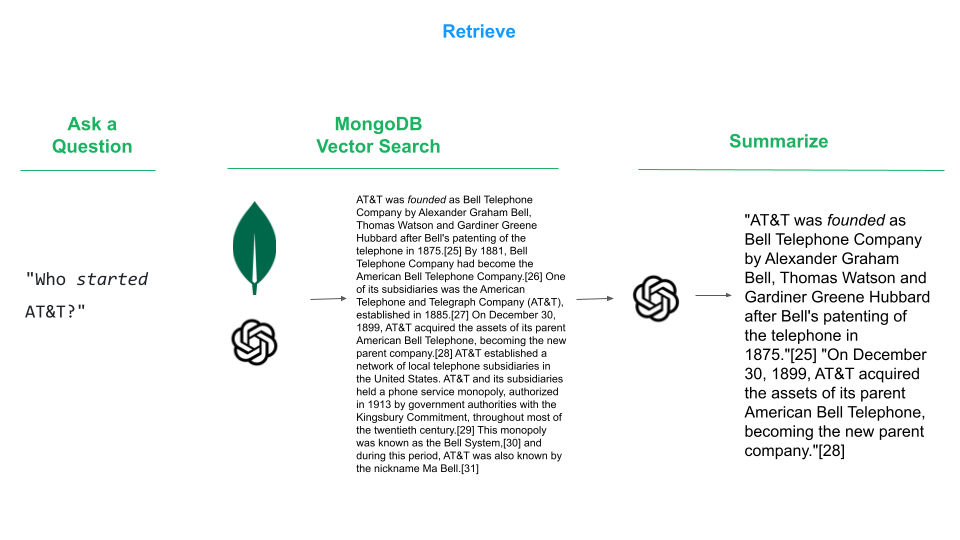 Retrieve
Ask a
Question
MongoDB
Vector Search
Summarize
"Who started
AT&T?"
AT&T was founded as Bell Telephone
Company by Alexander Graham Bell,
Thomas Watson and Gardiner Greene
Hubbard after Bell's patenting of the
telephone in 1875.[25] By 1881, Bell
Telephone Company had become the
American Bell Telephone Company.[26] One
of its subsidiaries was the American
Telephone and Telegraph Company (AT&T),
established in 1885.[27] On December 30,
1899, AT&T acquired the assets of its parent
American Bell Telephone, becoming the new
parent company.[28] AT&T established a
network of local telephone subsidiaries in
the United States. AT&T and its subsidiaries
held a phone service monopoly, authorized
in 1913 by government authorities with the
Kingsbury Commitment, throughout most of
the twentieth century.[29] This monopoly
was known as the Bell System,[30] and
during this period, AT&T was also known by
the nickname Ma Bell.[31]
"AT&T was founded as
Bell Telephone Company
by Alexander Graham
Bell, Thomas Watson and
Gardiner Greene Hubbard
after Bell's patenting of
the telephone in
1875."[25] "On December
30, 1899, AT&T acquired
the assets of its parent
American Bell Telephone,
becoming the new parent
company."[28]